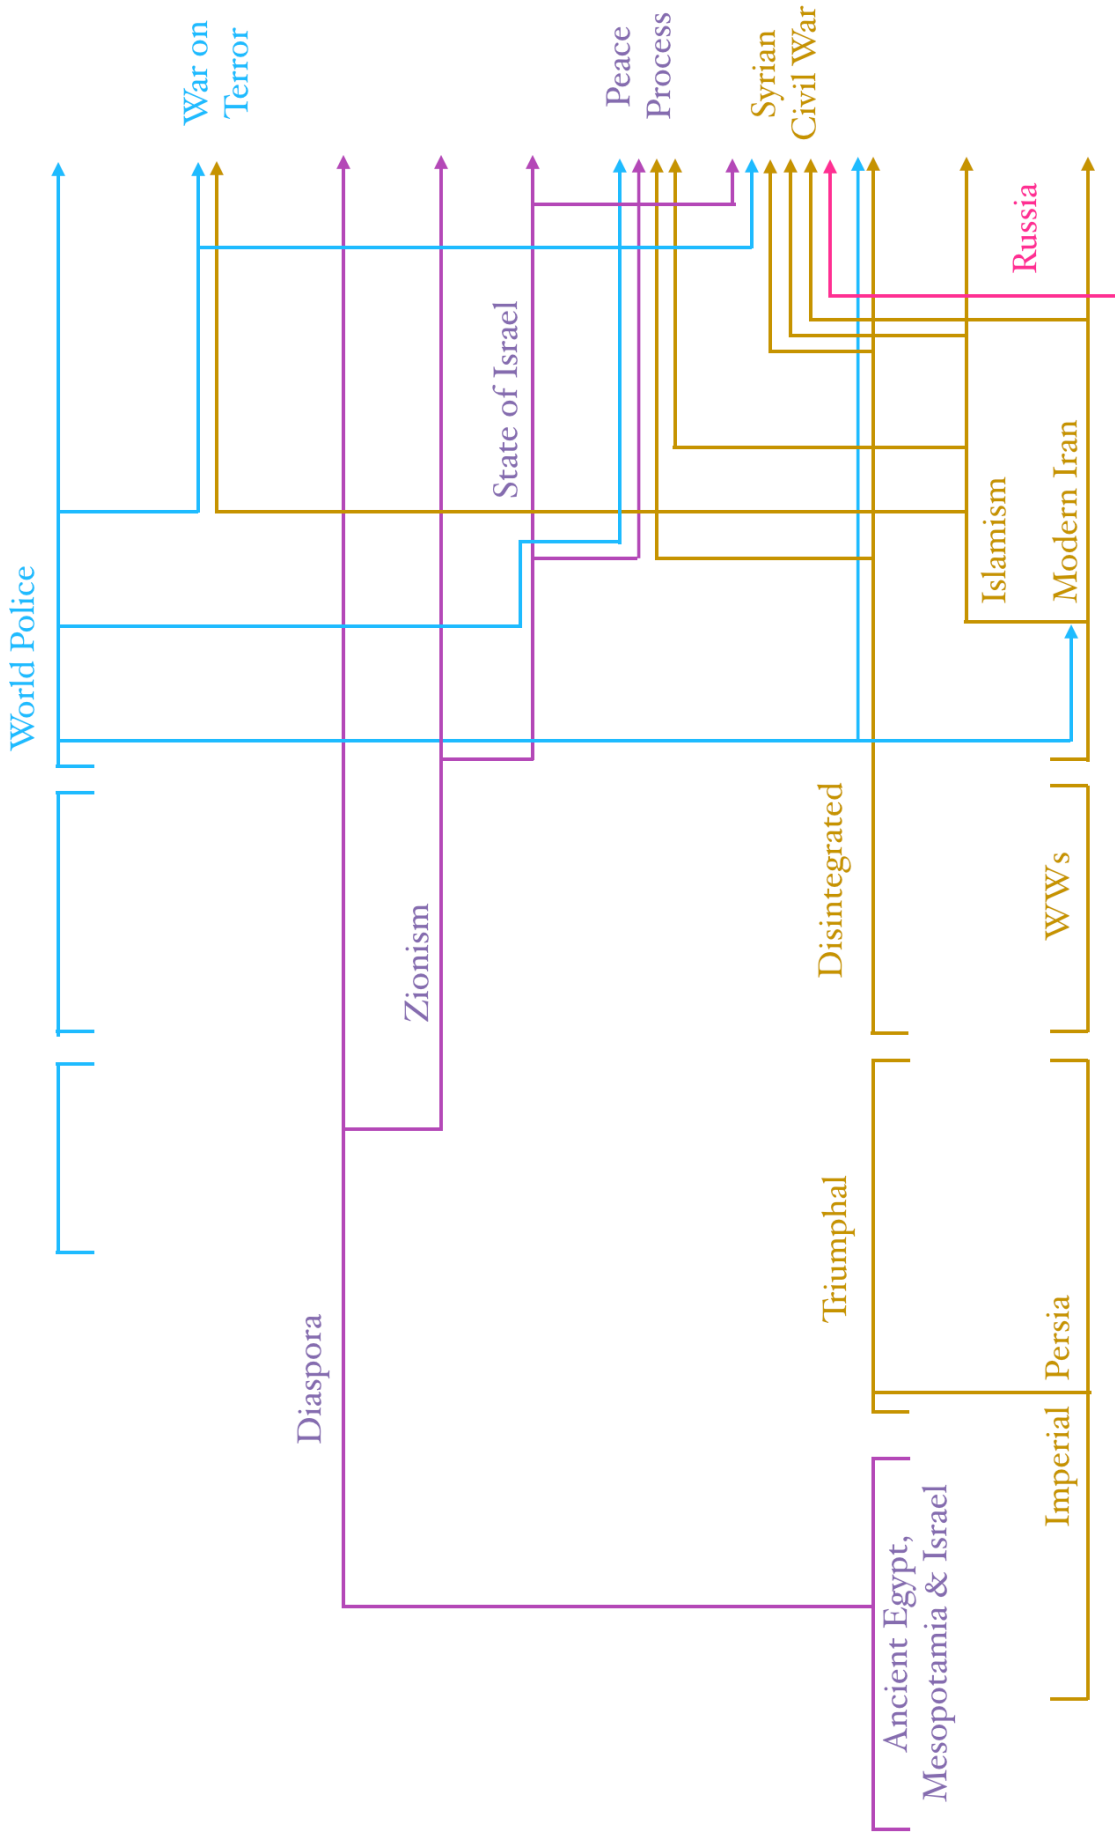 World Police
War on
Terror
Diaspora
Zionism
State of Israel
Peace
Process
Syrian
Civil War
Triumphal
Disintegrated
Ancient Egypt,
Mesopotamia & Israel
Islamism
Russia
Imperial Persia
WWs
Modern Iran